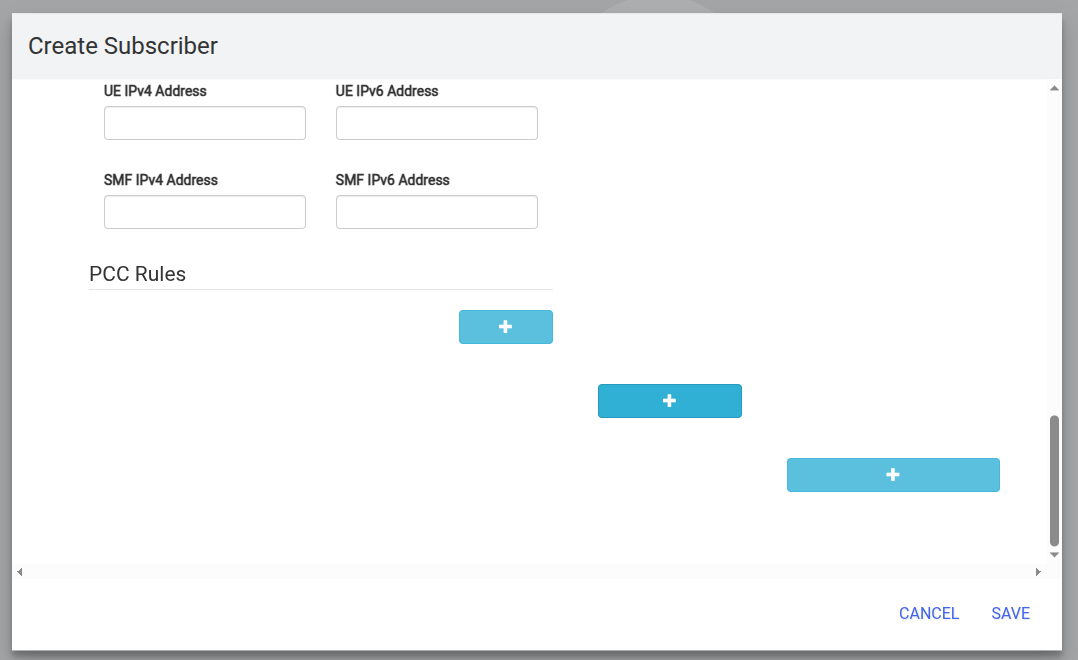 Create Subscriber
UE IPv4 Address UE IPv6 Address
SMF IPv4 Address SMF IPv6 Address
PCC Rules
CANCEL SAVE